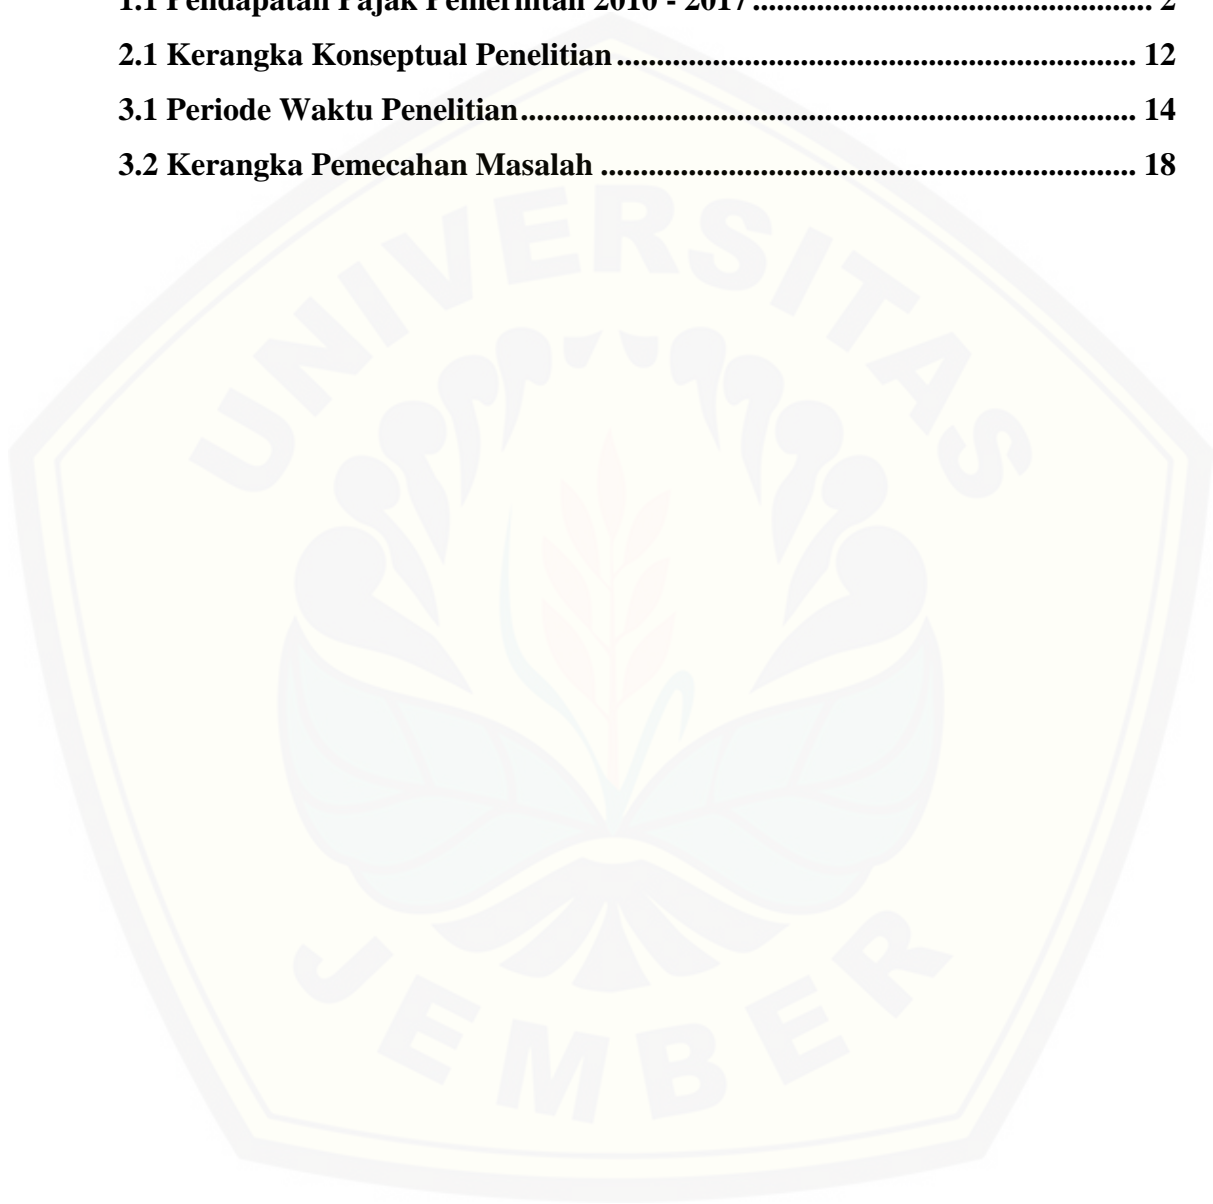 1.1 Pendapatan Pajak Pemerintah 2010 - 2017 .................................................... 2
2.1 Kerangka Konseptual Penelitian .................................................................... 12
3.1 Periode Waktu Penelitian ................................................................................ 14
3.2 Kerangka Pemecahan Masalah ...................................................................... 18
UNIVERSITAS
JEMBER